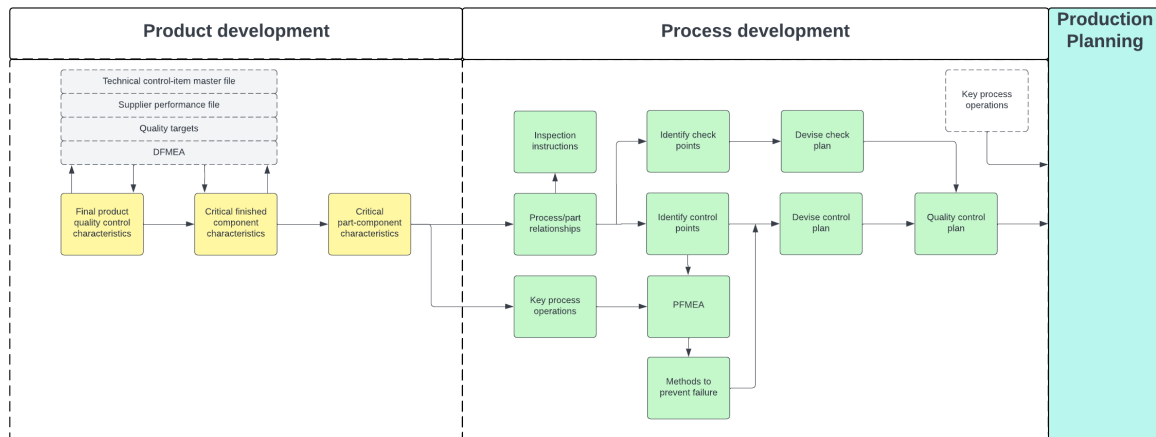 Product development
Process development
Production
Planning
Technical control-item master file
Supplier performance file
Quality targets
DFMEA
Final product
quality control
characteristics
Critical finished
component
characteristics
Critical
part-component
characteristics
Inspection
instructions
Process/part
relationships
Key process
operations
Identify check
points
Identify control
points
PFMEA
Methods to
prevent failure
Devise check
plan
Devise control
plan
Key process
operations
Quality control
plan